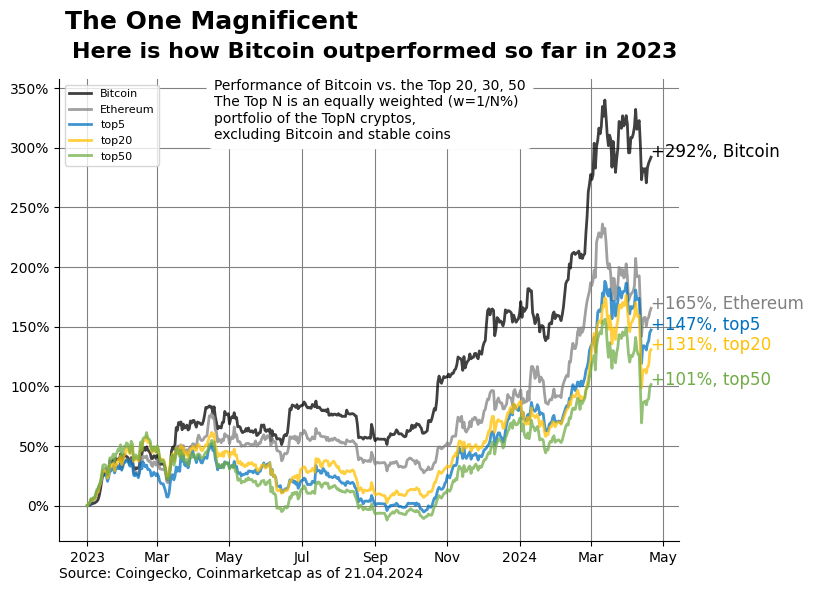 The One Magnificent
Here is how Bitcoin outperformed so far in 2023
350%
300%
250%
200%
150%
100%
50%
0%
Bitcoin
Ethereum
top5
top20
top50
Performance of Bitcoin vs. the Top 20, 30, 50
The Top N is an equally weighted (w=1/N%)
portfolio of the TopN cryptos,
excluding Bitcoin and stable coins
+292%, Bitcoin
+165%, Ethereum
+147%, top5
+131%, top20
+101%, top50
2023 Mar May Jul Sep Nov 2024 Mar May
Source: Coingecko, Coinmarketcap as of 21.04.2024